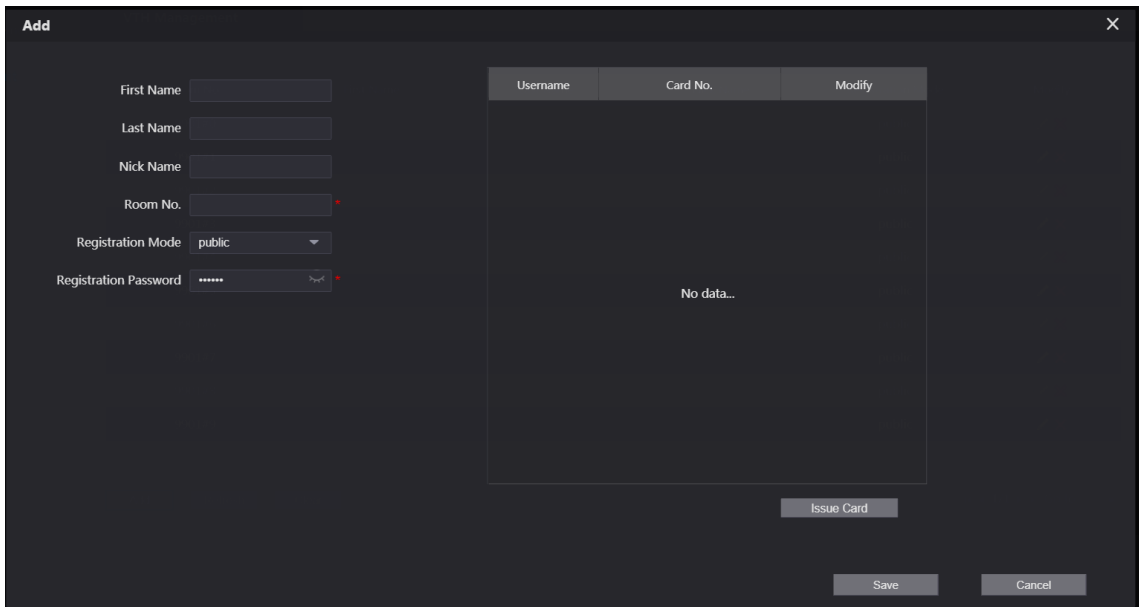 Add
First Name
Last Name
Nick Name
Room No. *
Registration Mode public
Registration Password •••••• *
Username Card No. Modify
No data...
Issue Card
Save Cancel